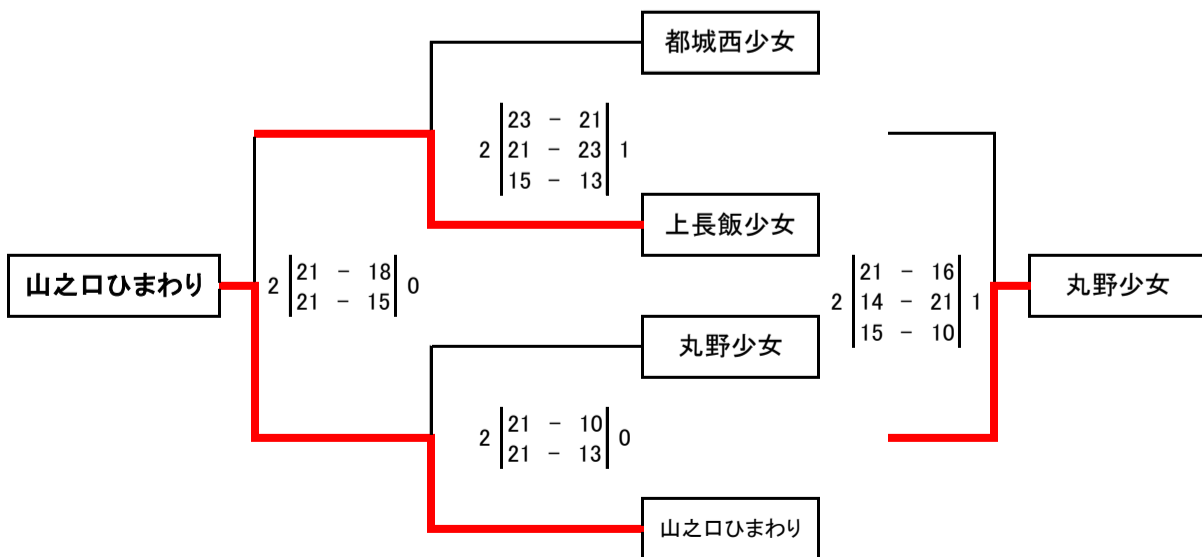 都城西少女
23 － 21
2 21 － 23 1
15 － 13
上長飯少女
山之口ひまわり
2 21 － 18 0
21 － 15
丸野少女
21 － 16
2 14 － 21 1
15 － 10
丸野少女
2 21 － 10 0
21 － 13
山之口ひまわり